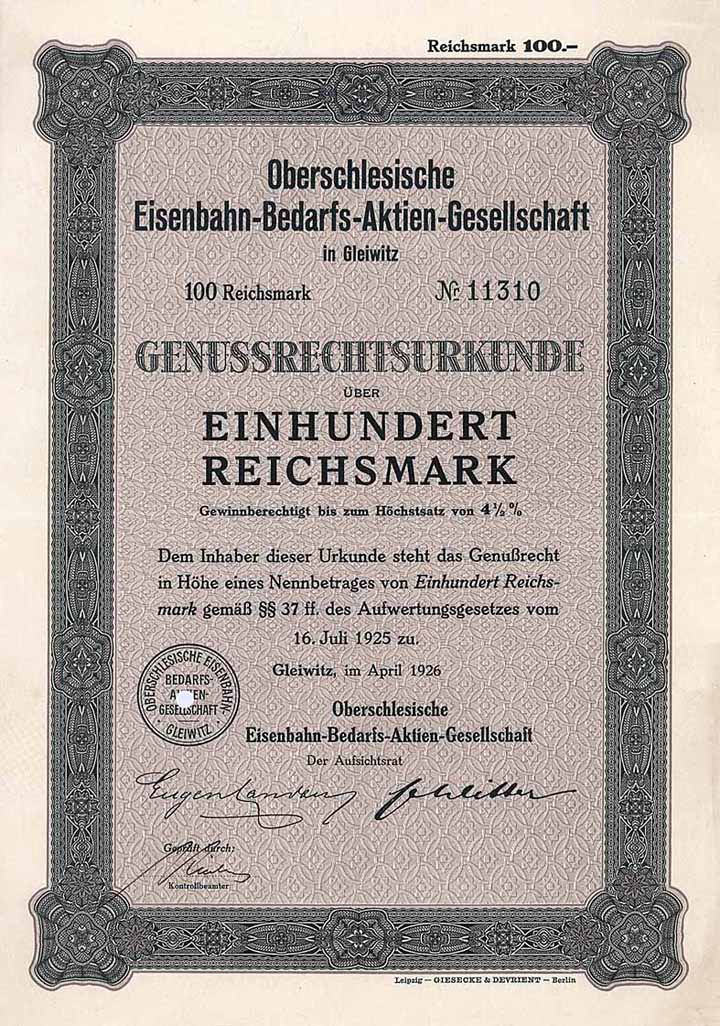 Reichsmark 100.–
Oberschlesische
Eisenbahn-Bedarfs-Aktien-Gesellschaft
in Gleiwitz
100 Reichsmark № 11310
GENUSSRECHTSURKUNDE
ÜBER
EINHUNDERT
REICHSMARK
Gewinnberechtigt bis zum Höchstsatz von 4½%
Dem Inhaber dieser Urkunde steht das Genußrecht
in Höhe eines Nennbetrages von Einhundert Reichs-
mark gemäß §§ 37 ff. des Aufwertungsgesetzes vom
16. Juli 1925 zu.
Gleiwitz, im April 1926
OBERSCHLESISCHE EISENBAHN-
BEDARFS-
GESELLSCHAFT
GLEIWITZ
Oberschlesische
Eisenbahn-Bedarfs-Aktien-Gesellschaft
Der Aufsichtsrat
Eugen Landau
Geprüft durch:
Kontrollbeamter
Leipzig — GIESECKE & DEVRIENT — Berlin